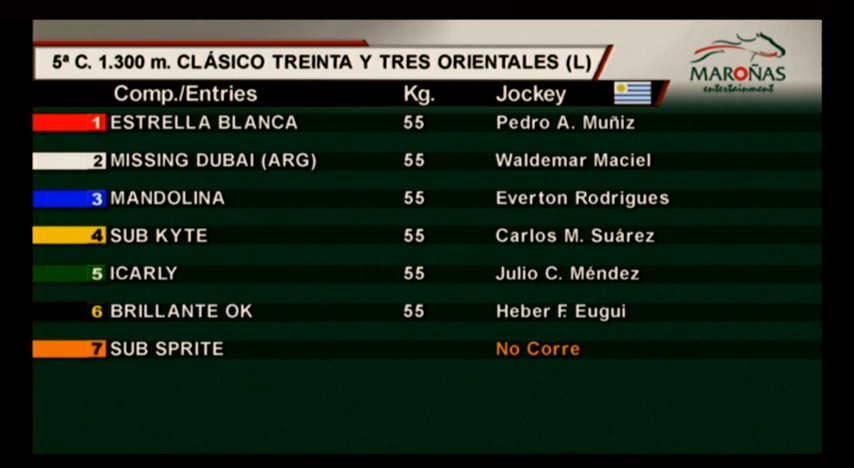 5ª C. 1.300 m. CLÁSICO TREINTA Y TRES ORIENTALES (L)
MAROÑAS
entertainment
Comp./Entries Kg. Jockey
1 ESTRELLA BLANCA 55 Pedro A. Muñiz
2 MISSING DUBAI (ARG) 55 Waldemar Maciel
3 MANDOLINA 55 Everton Rodrigues
4 SUB KYTE 55 Carlos M. Suárez
5 ICARLY 55 Julio C. Méndez
6 BRILLANTE OK 55 Heber F. Eugui
7 SUB SPRITE No Corre